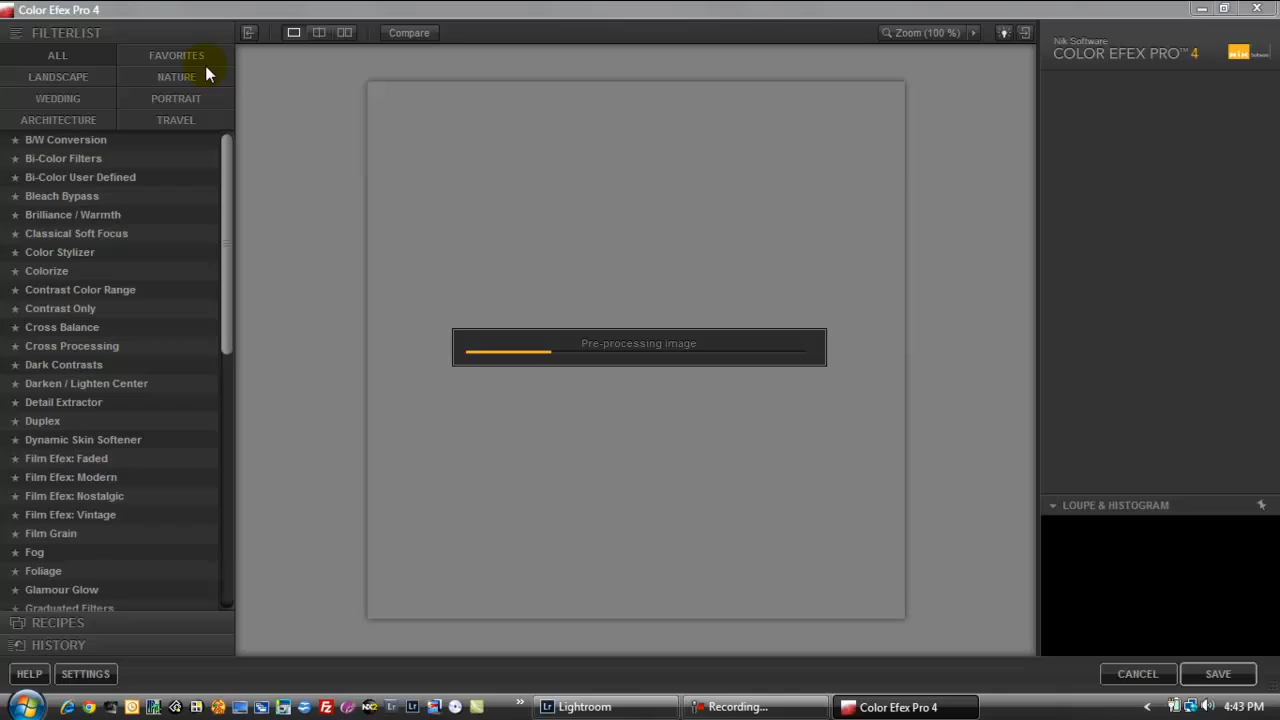 Color Efex Pro 4
FILTERLIST
Compare
Zoom (100 %)
ALL
FAVORITES
LANDSCAPE
NATURE
WEDDING
PORTRAIT
ARCHITECTURE
TRAVEL
B/W Conversion
Bi-Color Filters
Bi-Color User Defined
Bleach Bypass
Brilliance / Warmth
Classical Soft Focus
Color Stylizer
Colorize
Contrast Color Range
Contrast Only
Cross Balance
Cross Processing
Dark Contrasts
Darken / Lighten Center
Detail Extractor
Duplex
Dynamic Skin Softener
Film Efex: Faded
Film Efex: Modern
Film Efex: Nostalgic
Film Efex: Vintage
Film Grain
Fog
Foliage
Glamour Glow
Graduated Filters
RECIPES
HISTORY
HELP
SETTINGS
Pre-processing image
Nik Software
COLOR EFEX PRO™ 4
nik Software
LOUPE & HISTOGRAM
CANCEL
SAVE
Lightroom
Recording...
Color Efex Pro 4
4:43 PM